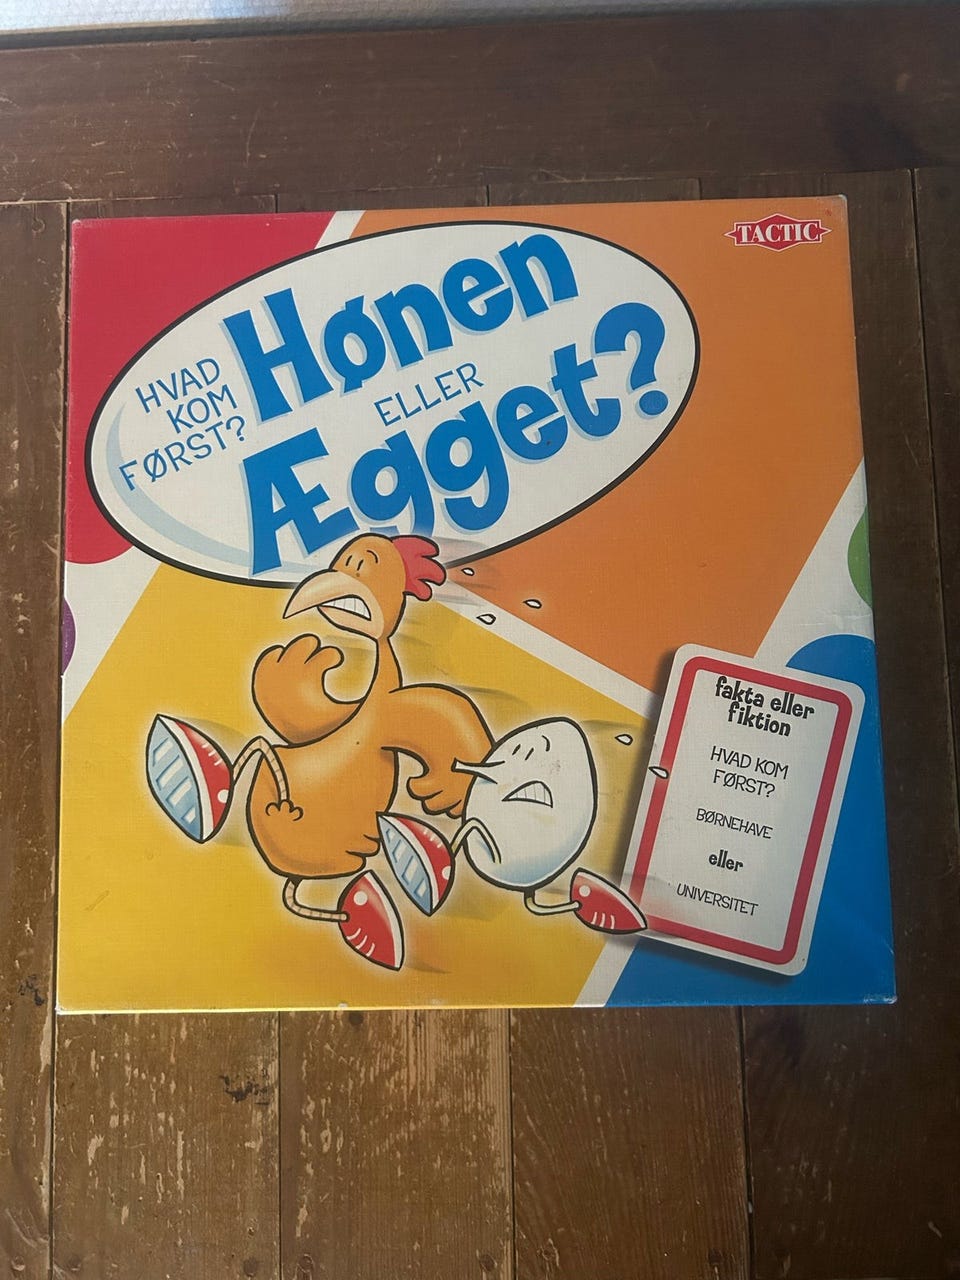 TACTIC
HVAD
KOM
FØRST?
Hønen
ELLER
Ægget?
fakta eller
fiktion
HVAD KOM
FØRST?
BØRNEHAVE
eller
UNIVERSITET